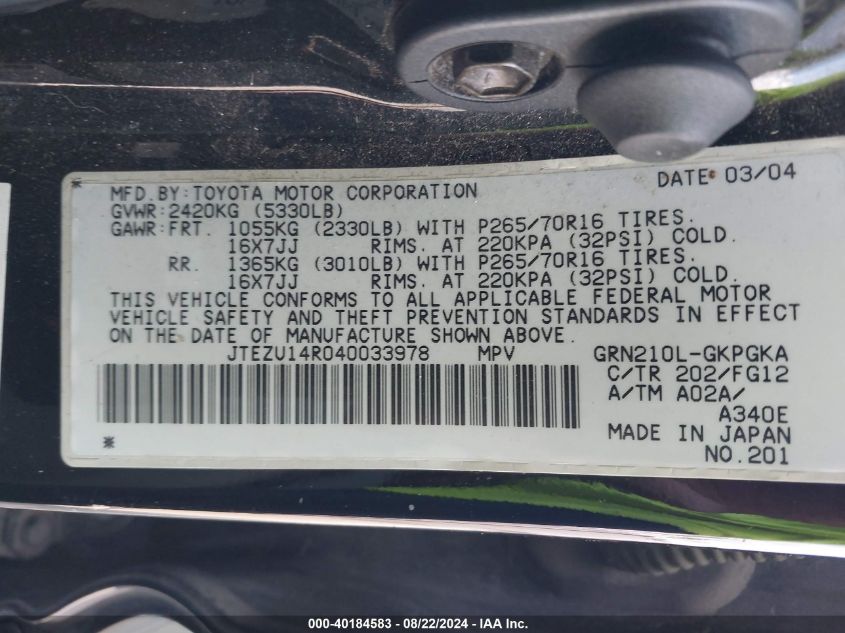 DATE 03/04
MFD.BY:TOYOTA MOTOR CORPORATION
GVWR:2420KG (5330LB)
GAWR:FRT. 1055KG (2330LB) WITH P265/70R16 TIRES.
16X7JJ RIMS. AT 220KPA (32PSI) COLD.
RR. 1365KG (3010LB) WITH P265/70R16 TIRES.
16X7JJ RIMS. AT 220KPA (32PSI) COLD.
THIS VEHICLE CONFORMS TO ALL APPLICABLE FEDERAL MOTOR
VEHICLE SAFETY AND THEFT PREVENTION STANDARDS IN EFFECT
ON THE DATE OF MANUFACTURE SHOWN ABOVE.
JTEZU14R040033978 MPV GRN210L-GKPGKA
C/TR 202/FG12
A/TM A02A/
A340E
MADE IN JAPAN
NO.201
000-40184583 - 08/22/2024 - IAA Inc.